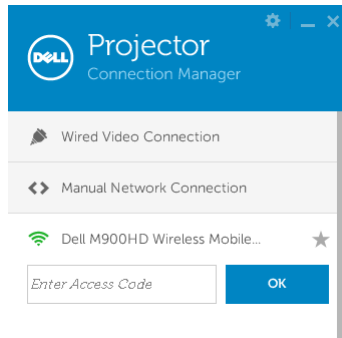 DELL
Projector
Connection Manager
Wired Video Connection
Manual Network Connection
Dell M900HD Wireless Mobile...
Enter Access Code
OK